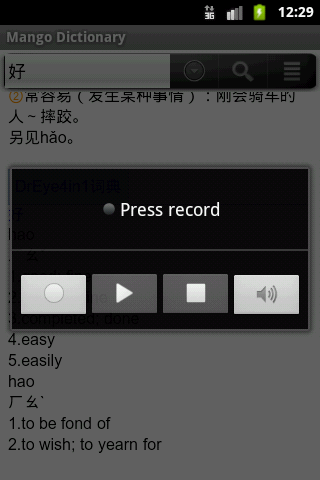 3G
12:29
Mango Dictionary
好
②常容易（发生某种事情）：刚会骑车的
人～摔跤。
另见hǎo。
DrEye4in1词典
好
hao
Press record
3.completed; done
4.easy
5.easily
hao
ㄏㄠˋ
1.to be fond of
2.to wish; to yearn for